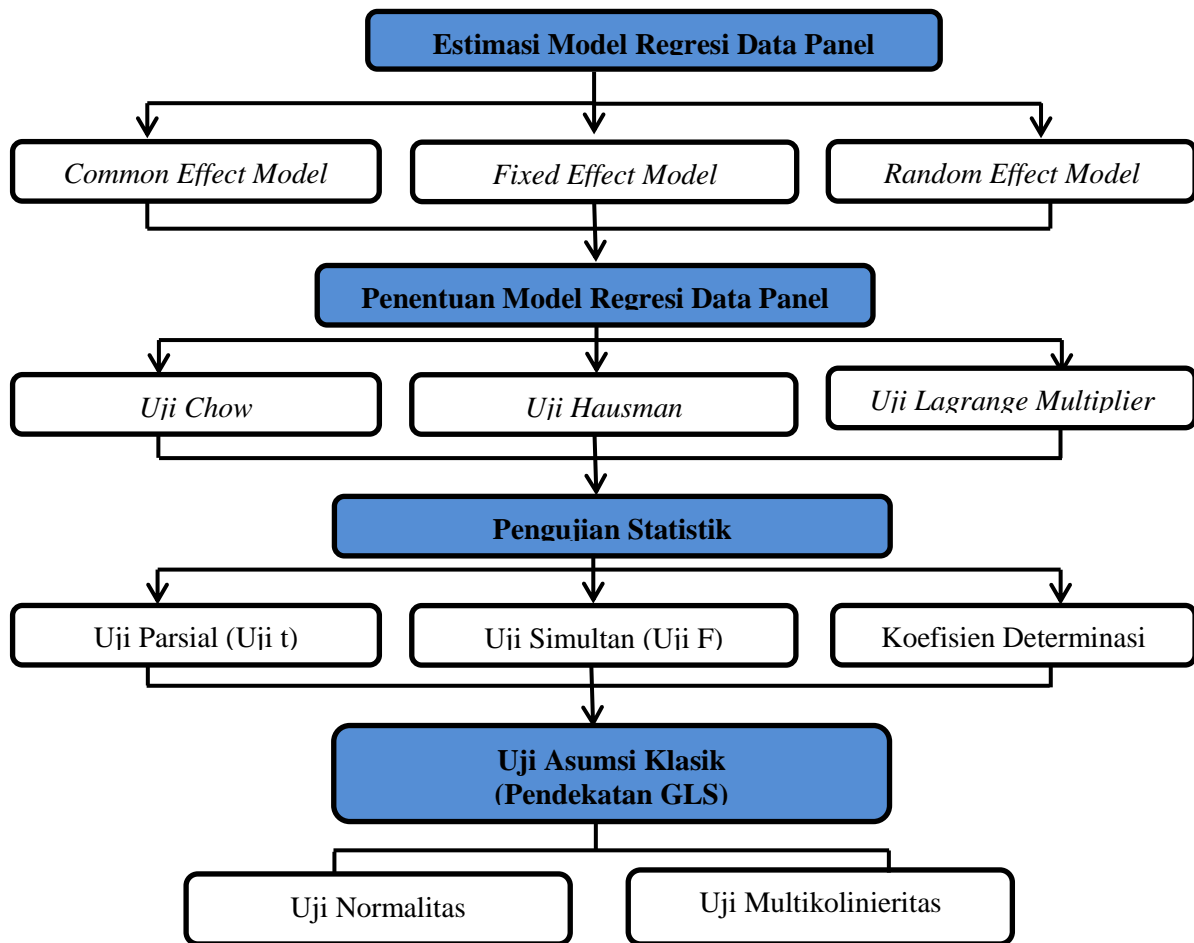 Estimasi Model Regresi Data Panel
Common Effect Model
Fixed Effect Model
Random Effect Model
Penentuan Model Regresi Data Panel
Uji Chow
Uji Hausman
Uji Lagrange Multiplier
Pengujian Statistik
Uji Parsial (Uji t)
Uji Simultan (Uji F)
Koefisien Determinasi
Uji Asumsi Klasik
(Pendekatan GLS)
Uji Normalitas
Uji Multikolinieritas